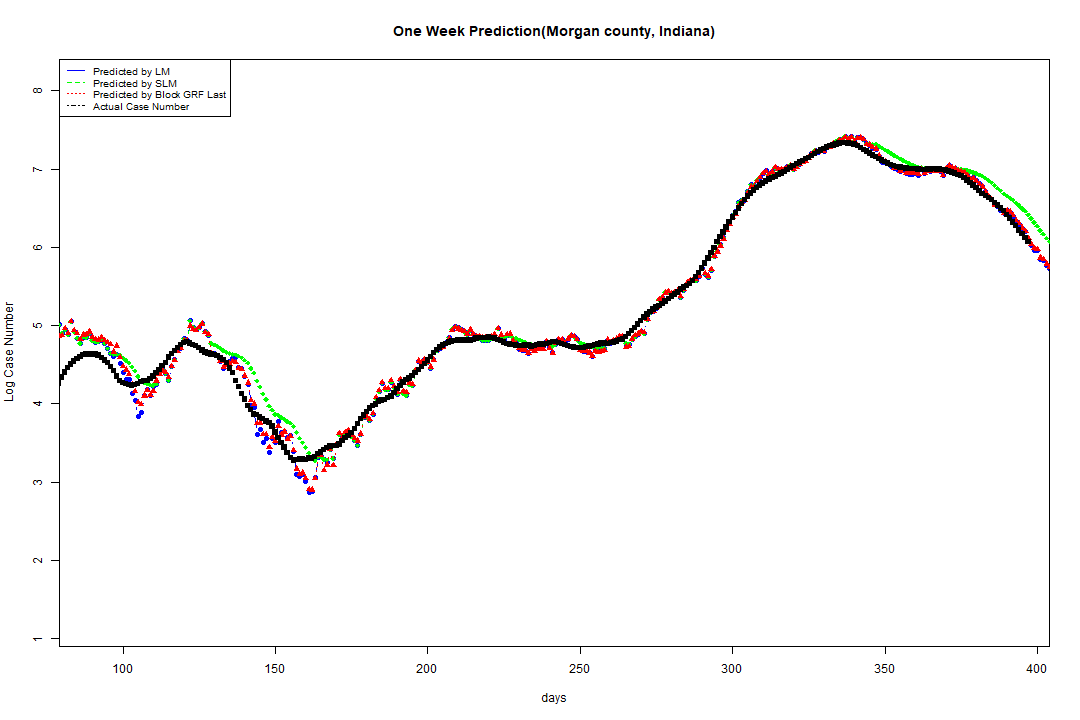 One Week Prediction(Morgan county, Indiana)
Predicted by LM
Predicted by SLM
Predicted by Block GRF Last
Actual Case Number
8
7
6
5
4
3
2
1
Log Case Number
100 150 200 250 300 350 400
days